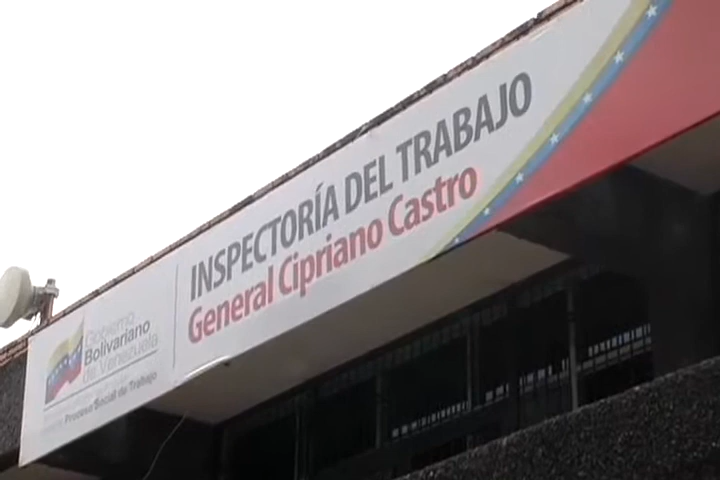 INSPECTORÍA DEL TRABAJO
General Cipriano Castro
Gobierno
Bolivariano
de Venezuela
Proceso Social de Trabajo